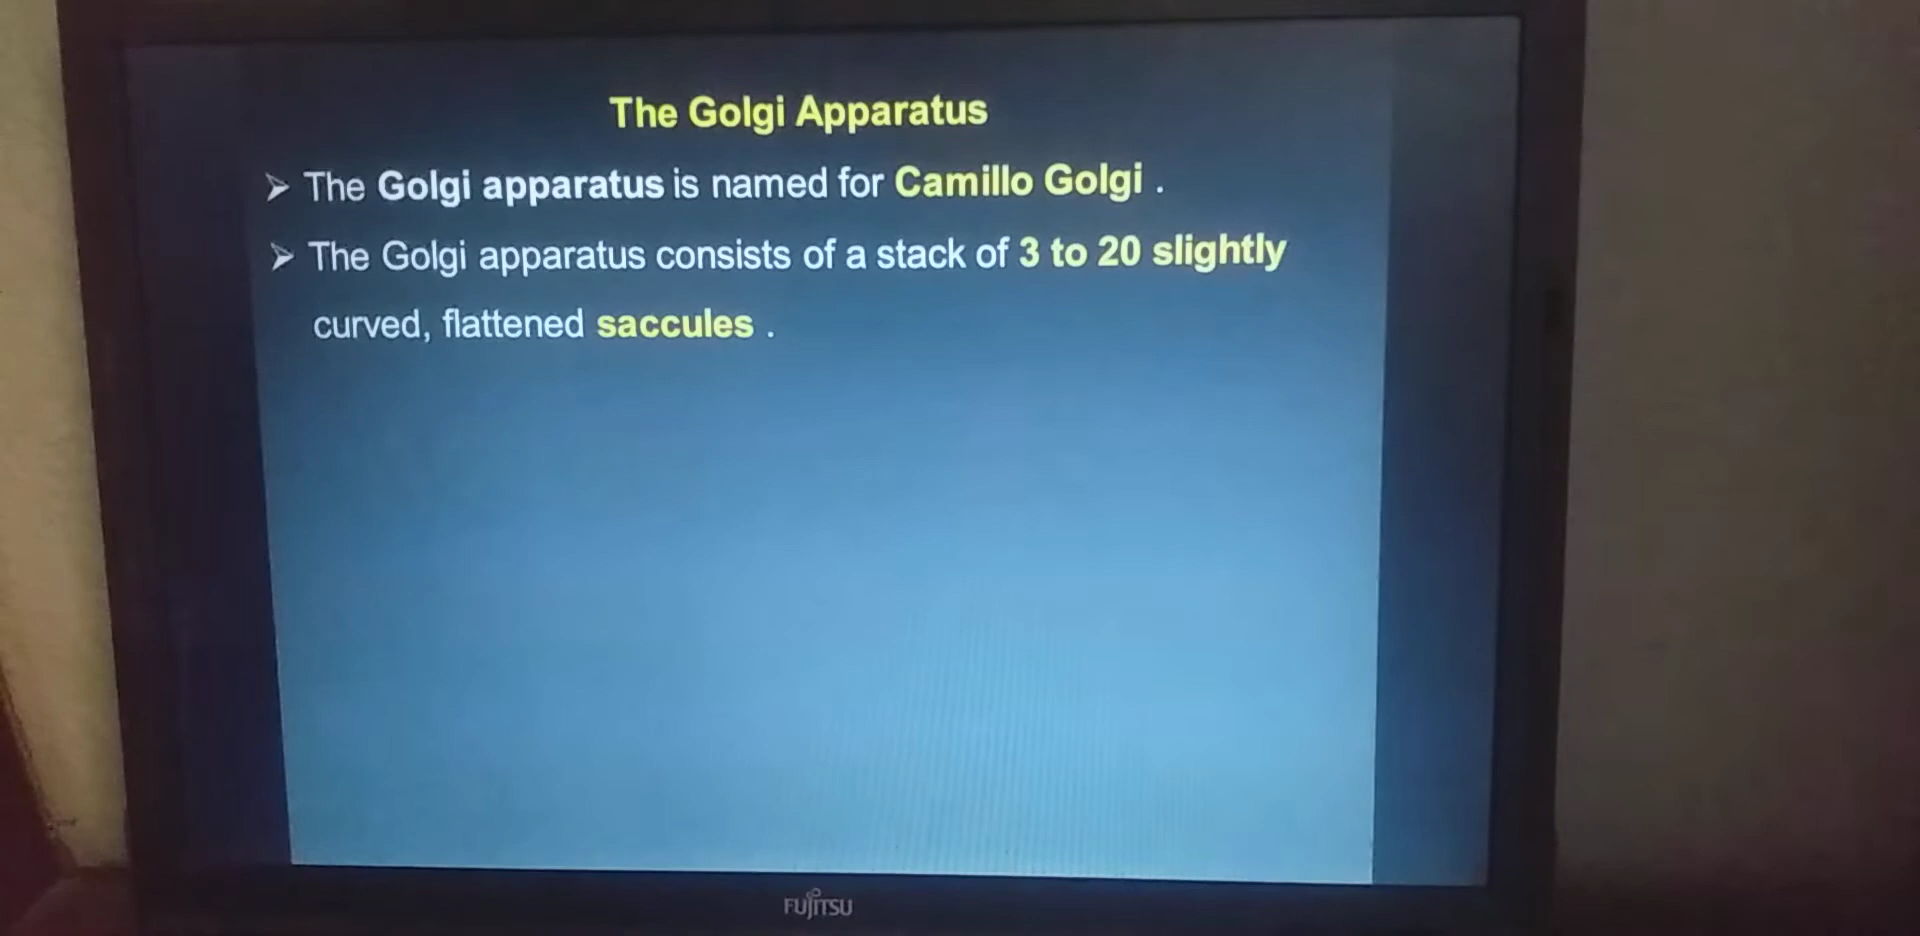 The Golgi Apparatus
➢ The Golgi apparatus is named for Camillo Golgi .
➢ The Golgi apparatus consists of a stack of 3 to 20 slightly
curved, flattened saccules .
FUJITSU